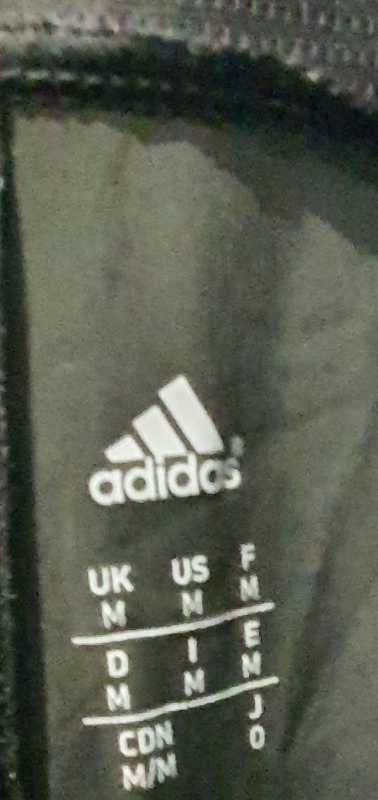 adidas®
UK US F
M M M
D I E
M M M
CDN J
M/M O